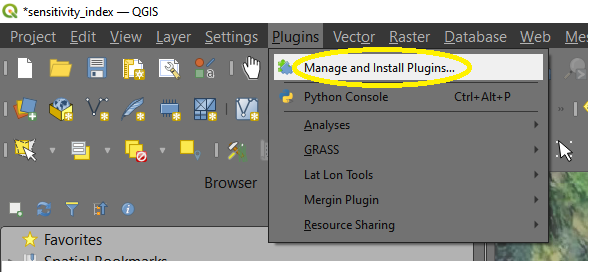 *sensitivity_index — QGIS
Project Edit View Layer Settings Plugins Vector Raster Database Web
Manage and Install Plugins...
Python Console Ctrl+Alt+P
Analyses
GRASS
Lat Lon Tools
Mergin Plugin
Resource Sharing
Browser
Favorites
Spatial Bookmarks